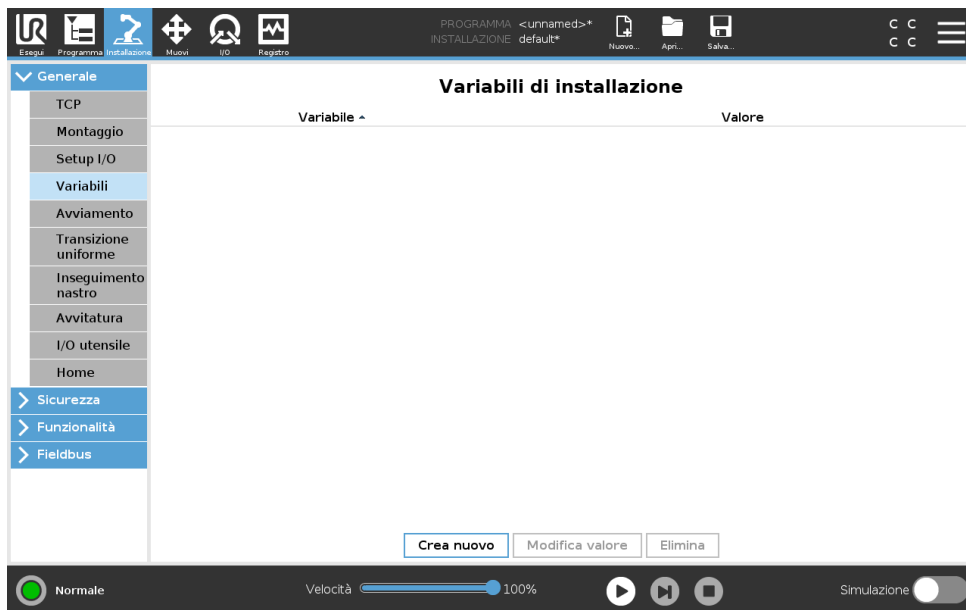 PROGRAMMA <unnamed>*
INSTALLAZIONE default*
Esegui Programma Installazione Muovi I/O Registro Nuovo... Apri... Salva...
C C
C C
Generale
TCP
Montaggio
Setup I/O
Variabili
Avviamento
Transizione
uniforme
Inseguimento
nastro
Avvitatura
I/O utensile
Home
Sicurezza
Funzionalità
Fieldbus
Variabili di installazione
Variabile Valore
Crea nuovo Modifica valore Elimina
Normale Velocità 100% Simulazione